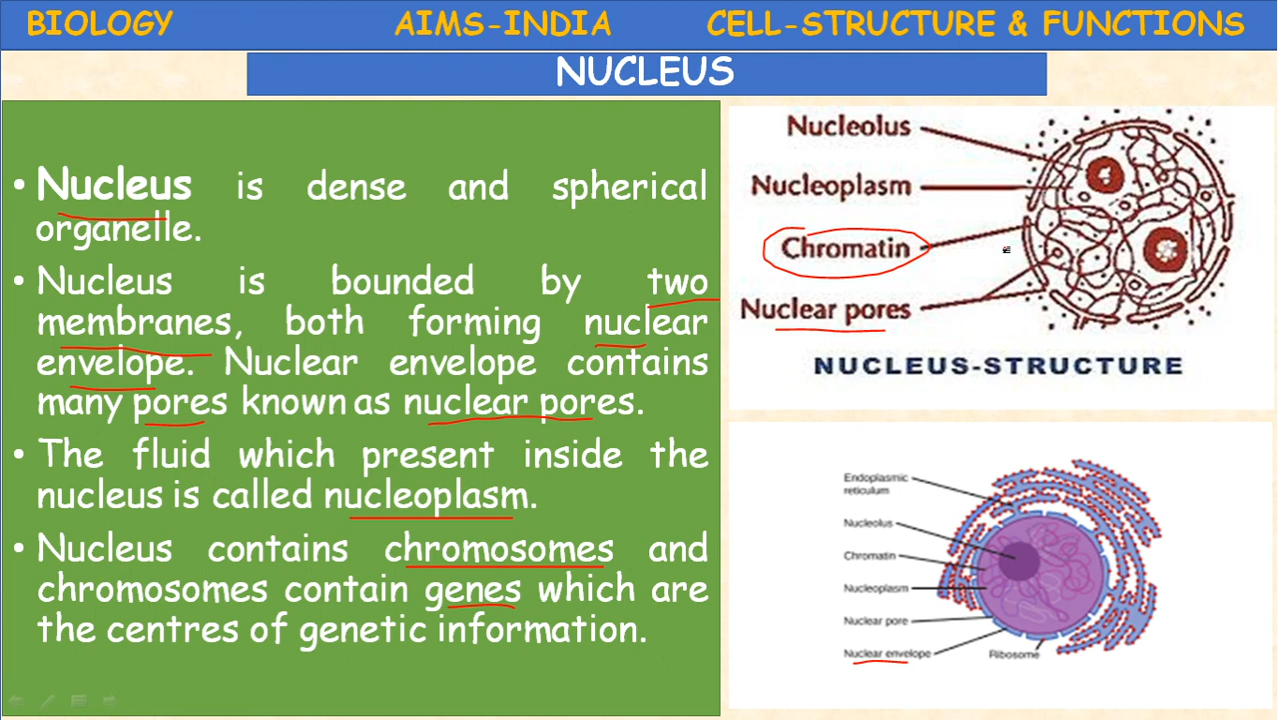 BIOLOGY AIMS-INDIA CELL-STRUCTURE & FUNCTIONS
NUCLEUS
• Nucleus is dense and spherical
organelle.
• Nucleus is bounded by two
membranes, both forming nuclear
envelope. Nuclear envelope contains
many pores known as nuclear pores.
• The fluid which present inside the
nucleus is called nucleoplasm.
• Nucleus contains chromosomes and
chromosomes contain genes which are
the centres of genetic information.
Nucleolus
Nucleoplasm
Chromatin
Nuclear pores
NUCLEUS-STRUCTURE
Endoplasmic
reticulum
Nucleolus
Chromatin
Nucleoplasm
Nuclear pore
Nuclear envelope
Ribosome